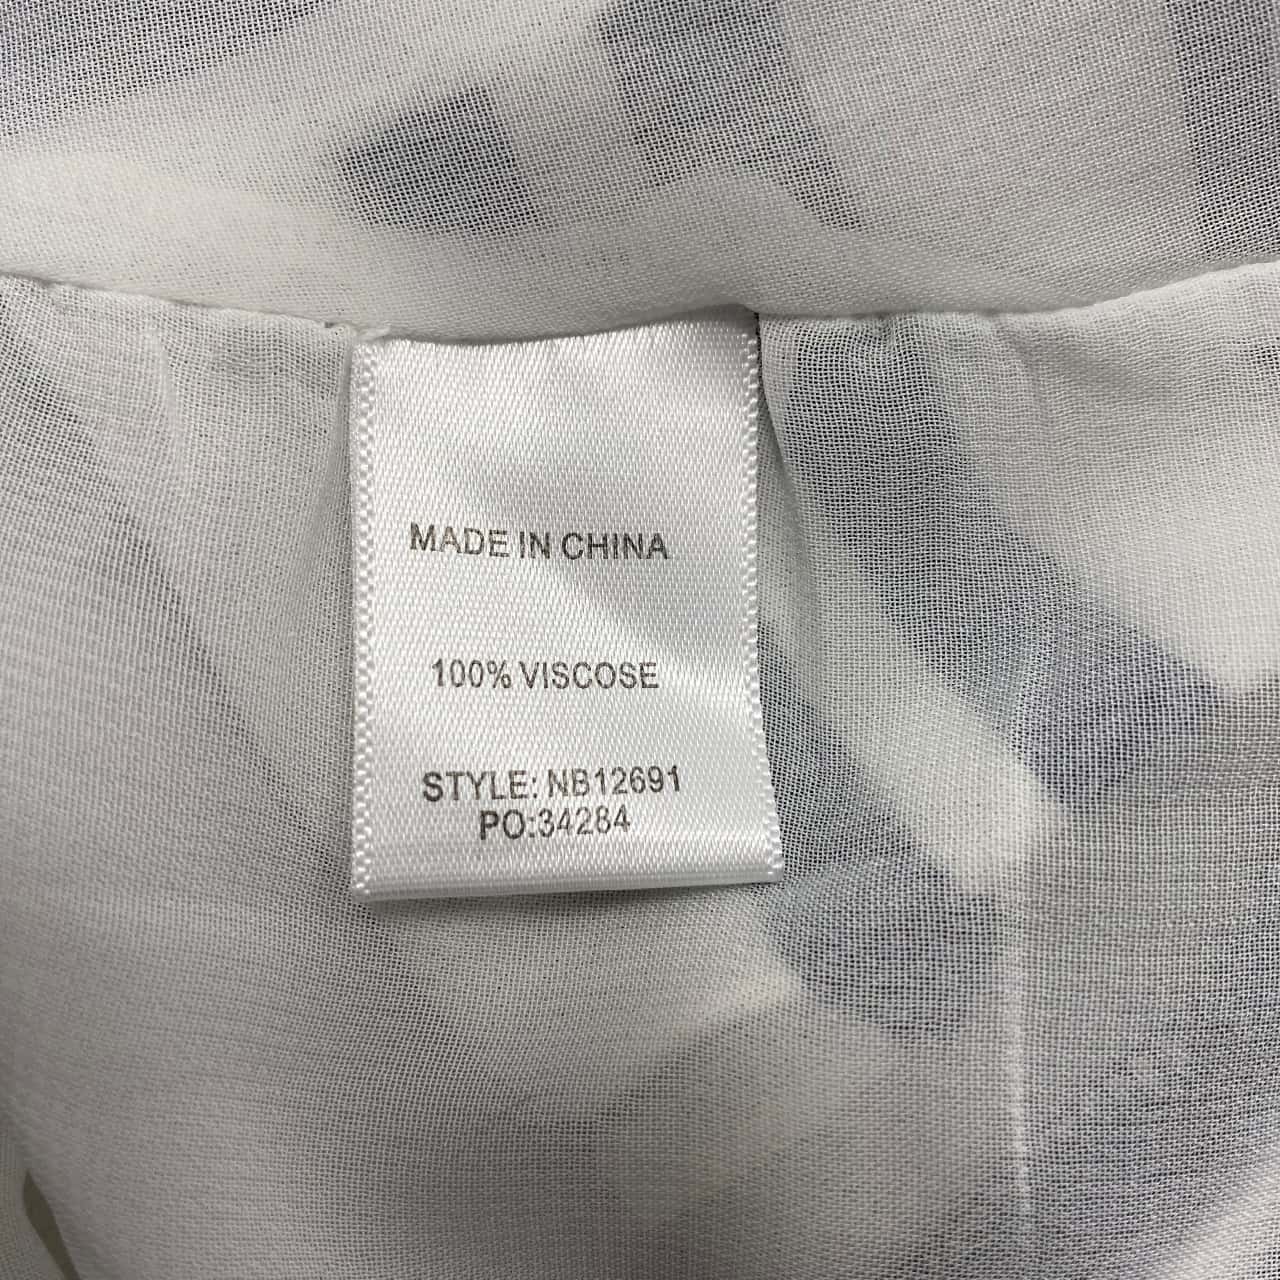 MADE IN CHINA
100% VISCOSE
STYLE: NB12691
PO:34284